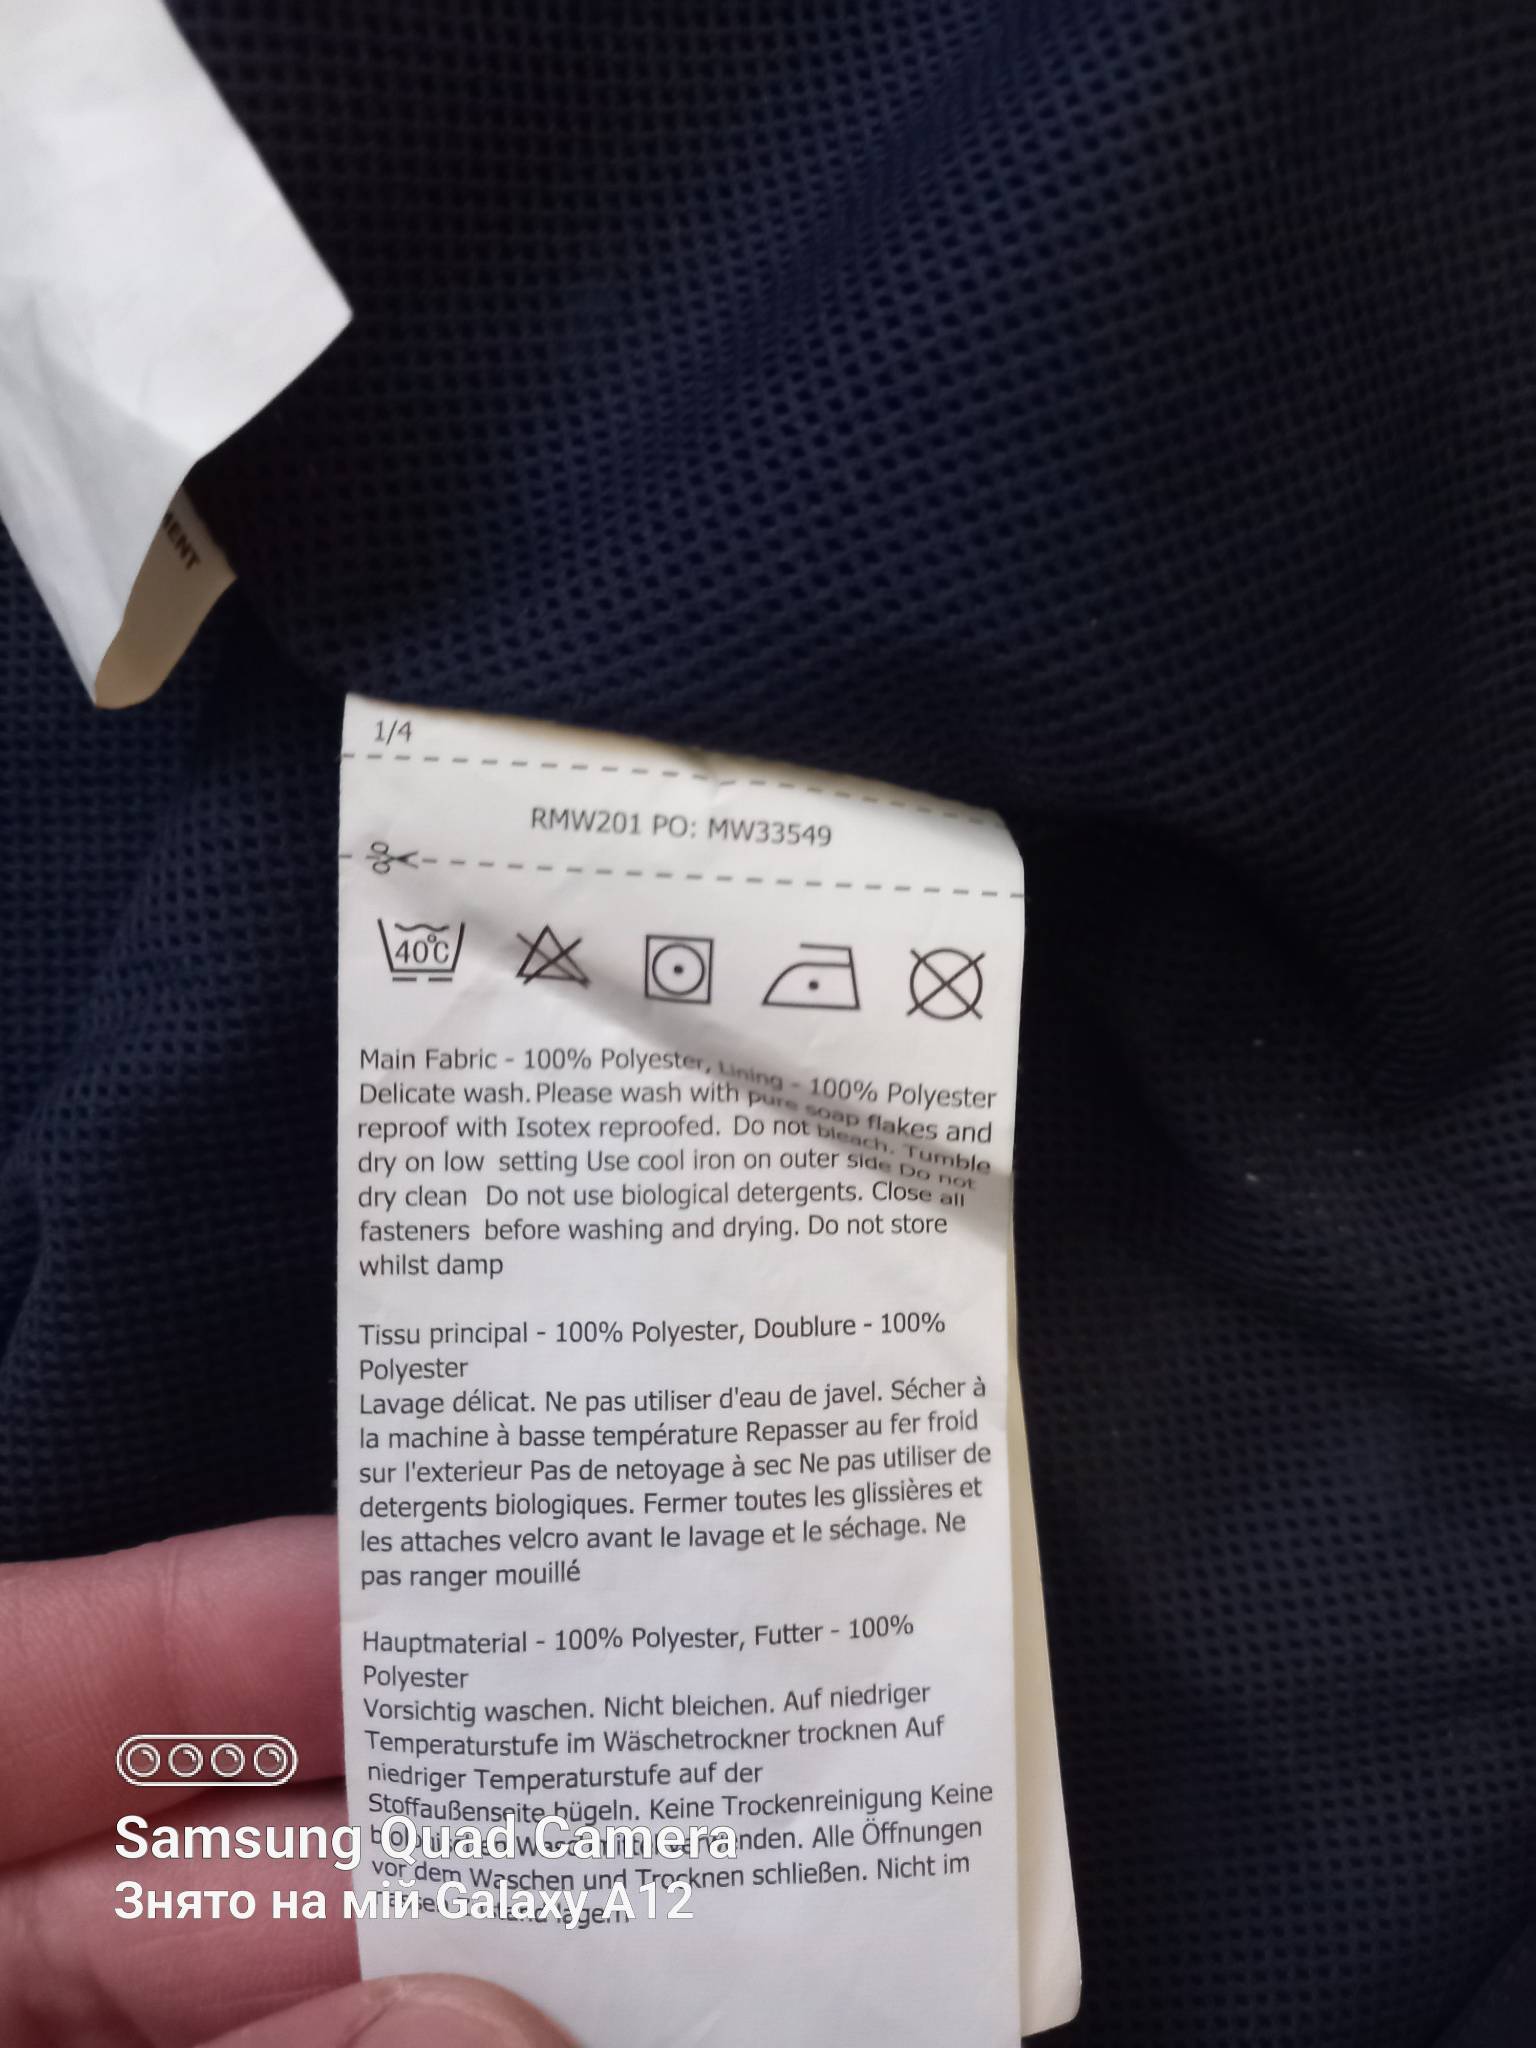 MENT
1/4
RMW201 PO: MW33549
40°C
Main Fabric - 100% Polyester, Lining - 100% Polyester
Delicate wash. Please wash with pure soap flakes and
reproof with Isotex reproofed. Do not bleach. Tumble
dry on low setting Use cool iron on outer side Do not
dry clean Do not use biological detergents. Close all
fasteners before washing and drying. Do not store
whilst damp
Tissu principal - 100% Polyester, Doublure - 100%
Polyester
Lavage délicat. Ne pas utiliser d'eau de javel. Sécher à
la machine à basse température Repasser au fer froid
sur l'exterieur Pas de netoyage à sec Ne pas utiliser de
detergents biologiques. Fermer toutes les glissières et
les attaches velcro avant le lavage et le séchage. Ne
pas ranger mouillé
Hauptmaterial - 100% Polyester, Futter - 100%
Polyester
Vorsichtig waschen. Nicht bleichen. Auf niedriger
Temperaturstufe im Wäschetrockner trocknen Auf
niedriger Temperaturstufe auf der
Stoffaußenseite bügeln. Keine Trockenreinigung Keine
biologischen Waschmittel verwenden. Alle Öffnungen
vor dem Waschen und Trocknen schließen. Nicht im
Zustand lagern
Samsung Quad Camera
Знято на мій Galaxy A12